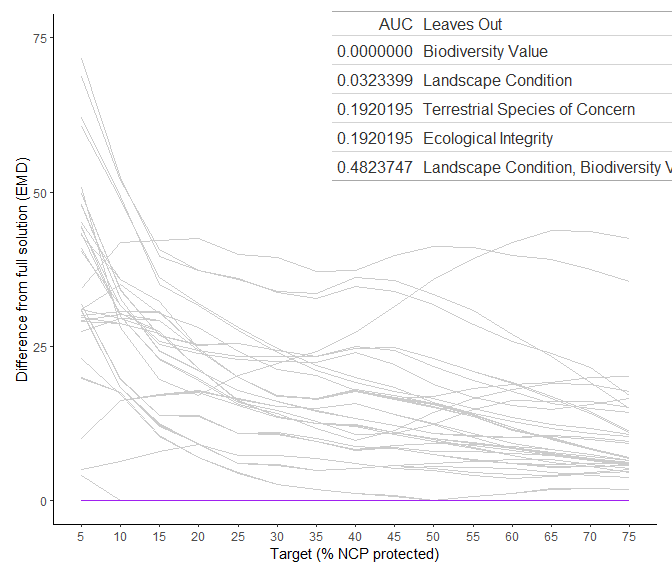 AUC Leaves Out
0.0000000 Biodiversity Value
0.0323399 Landscape Condition
0.1920195 Terrestrial Species of Concern
0.1920195 Ecological Integrity
0.4823747 Landscape Condition, Biodiversity V
75
50
25
0
Difference from full solution (EMD)
5 10 15 20 25 30 35 40 45 50 55 60 65 70 75
Target (% NCP protected)